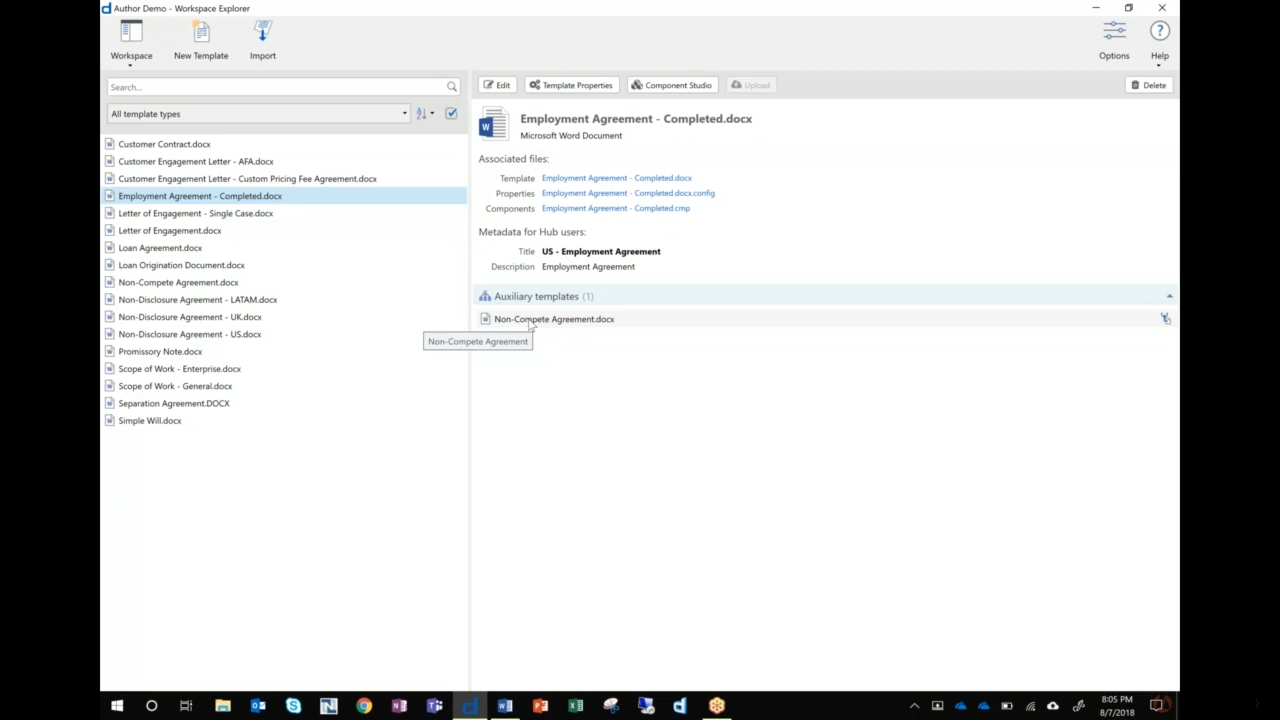 Author Demo - Workspace Explorer
Workspace
New Template
Import
Options
Help
Search...
All template types
Customer Contract.docx
Customer Engagement Letter - AFA.docx
Customer Engagement Letter - Custom Pricing Fee Agreement.docx
Employment Agreement - Completed.docx
Letter of Engagement - Single Case.docx
Letter of Engagement.docx
Loan Agreement.docx
Loan Origination Document.docx
Non-Compete Agreement.docx
Non-Disclosure Agreement - LATAM.docx
Non-Disclosure Agreement - UK.docx
Non-Disclosure Agreement - US.docx
Promissory Note.docx
Scope of Work - Enterprise.docx
Scope of Work - General.docx
Separation Agreement.DOCX
Simple Will.docx
Edit
Template Properties
Component Studio
Upload
Delete
Employment Agreement - Completed.docx
Microsoft Word Document
Associated files:
Template Employment Agreement - Completed.docx
Properties Employment Agreement - Completed.docx.config
Components Employment Agreement - Completed.cmp
Metadata for Hub users:
Title US - Employment Agreement
Description Employment Agreement
Auxiliary templates (1)
Non-Compete Agreement.docx
Non-Compete Agreement
8:05 PM
8/7/2018